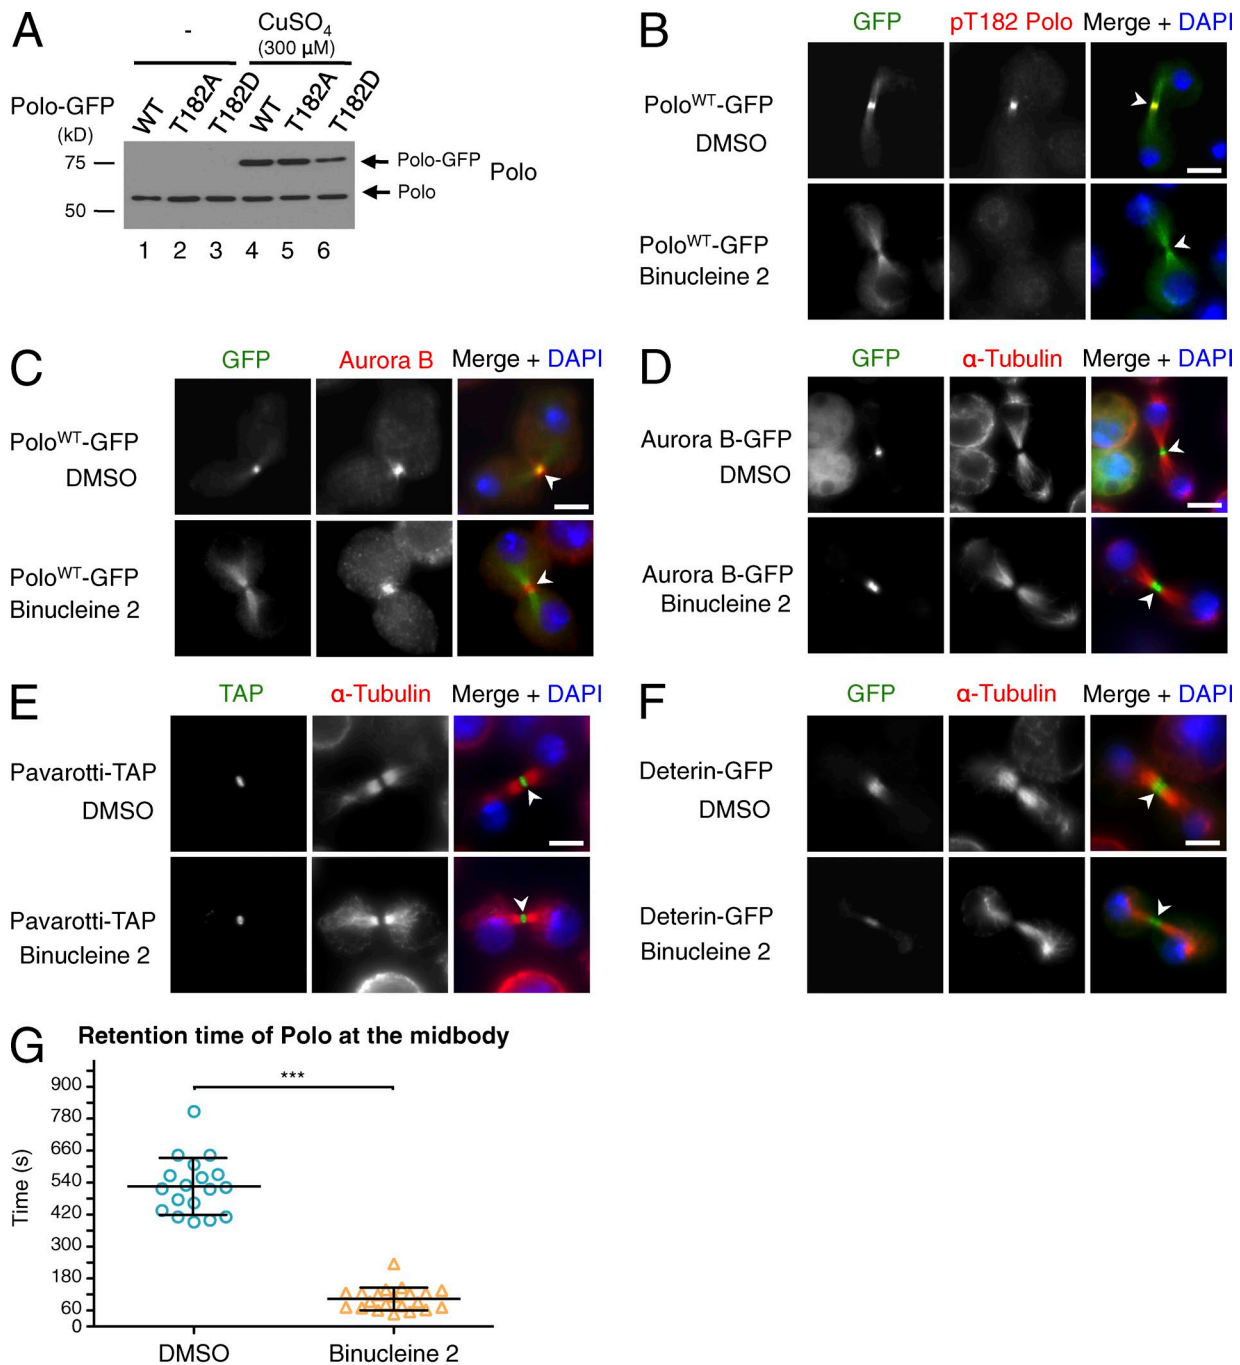 A
-
CuSO4
(300 µM)
Polo-GFP
WT
T182A
T182D
WT
T182A
T182D
(kD)
75
50
Polo-GFP
Polo
Polo
1 2 3 4 5 6
B
GFP pT182 Polo Merge + DAPI
PoloWT-GFP
DMSO
PoloWT-GFP
Binucleine 2
C
GFP Aurora B Merge + DAPI
PoloWT-GFP
DMSO
PoloWT-GFP
Binucleine 2
D
GFP α-Tubulin Merge + DAPI
Aurora B-GFP
DMSO
Aurora B-GFP
Binucleine 2
E
TAP α-Tubulin Merge + DAPI
Pavarotti-TAP
DMSO
Pavarotti-TAP
Binucleine 2
F
GFP α-Tubulin Merge + DAPI
Deterin-GFP
DMSO
Deterin-GFP
Binucleine 2
G
Retention time of Polo at the midbody
***
Time (s)
900
780
660
540
420
300
180
60
0
DMSO Binucleine 2